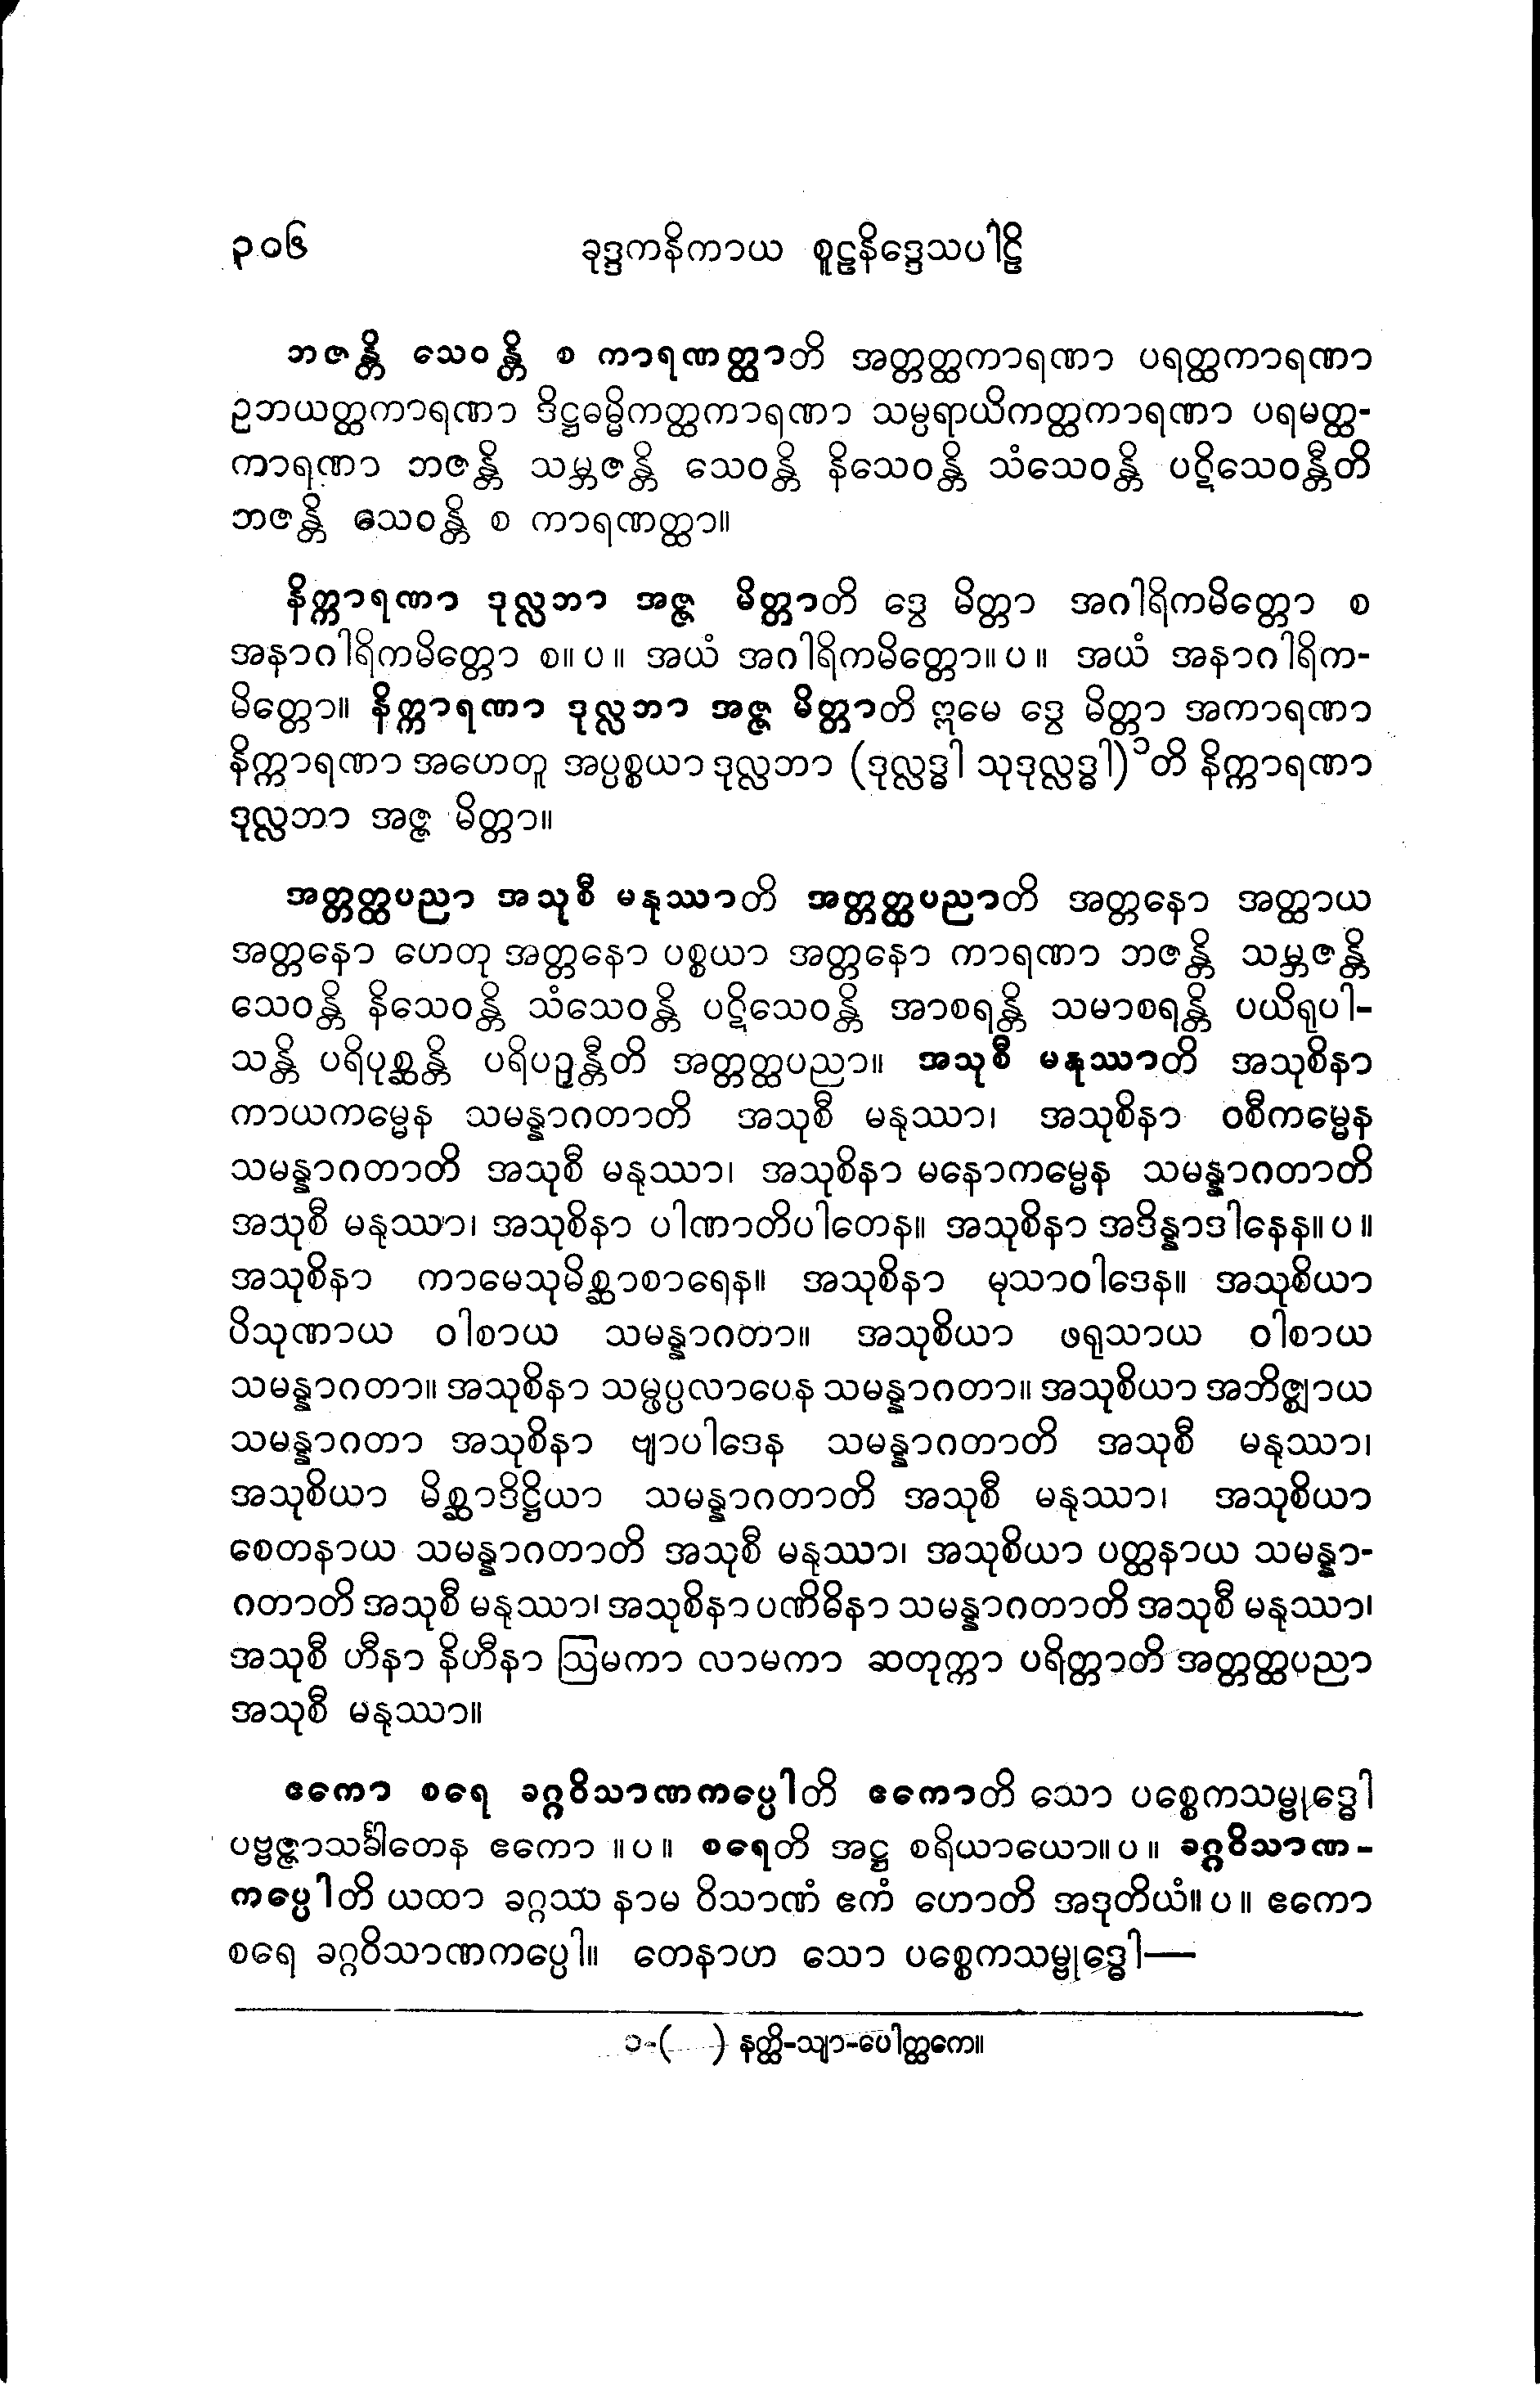 ၃၀၆ ခုဒ္ဒကနိကာယ စူဠနိဒ္ဒေသပါဠိ
ဘဇန္တိ သေဝန္တိ စ ကာရဏတ္ထာတိ အတ္တတ္ထကာရဏာ ပရတ္ထကာရဏာ
ဥဘယတ္ထကာရဏာ ဒိဋ္ဌဓမ္မိကတ္ထကာရဏာ သမ္ပရာယိကတ္ထကာရဏာ ပရမတ္ထ-
ကာရဏာ ဘဇန္တိ သမ္ဘဇန္တိ သေဝန္တိ နိသေဝန္တိ သံသေဝန္တိ ပဋိသေဝန္တီတိ
ဘဇန္တိ သေဝန္တိ စ ကာရဏတ္ထာ။
နိက္ကာရဏာ ဒုလ္လဘာ အဇ္ဇ မိတ္တာတိ ဒွေ မိတ္တာ အဂါရိကမိတ္တော စ
အနာဂါရိကမိတ္တော စ။ပ။ အယံ အဂါရိကမိတ္တော။ပ။ အယံ အနာဂါရိက-
မိတ္တော။ နိက္ကာရဏာ ဒုလ္လဘာ အဇ္ဇ မိတ္တာတိ ဣမေ ဒွေ မိတ္တာ အကာရဏာ
နိက္ကာရဏာ အဟေတူ အပ္ပစ္စယာ ဒုလ္လဘာ (ဒုလ္လဒ္ဓါ သုဒုလ္လဒ္ဓါ)၁တိ နိက္ကာရဏာ
ဒုလ္လဘာ အဇ္ဇ မိတ္တာ။
အတ္တတ္ထပညာ အသုစီ မနုဿာတိ အတ္တတ္ထပညာတိ အတ္တနော အတ္ထာယ
အတ္တနော ဟေတု အတ္တနော ပစ္စယာ အတ္တနော ကာရဏာ ဘဇန္တိ သမ္ဘဇန္တိ
သေဝန္တိ နိသေဝန္တိ သံသေဝန္တိ ပဋိသေဝန္တိ အာစရန္တိ သမာစရန္တိ ပယိရုပါ-
သန္တိ ပရိပုစ္ဆန္တိ ပရိပဉှန္တီတိ အတ္တတ္ထပညာ။ အသုစီ မနုဿာတိ အသုစိနာ
ကာယကမ္မေန သမန္နာဂတာတိ အသုစီ မနုဿာ၊ အသုစိနာ ဝစီကမ္မေန
သမန္နာဂတာတိ အသုစီ မနုဿာ၊ အသုစိနာ မနောကမ္မေန သမန္နာဂတာတိ
အသုစီ မနုဿာ၊ အသုစိနာ ပါဏာတိပါတေန။ အသုစိနာ အဒိန္နာဒါနေန။ပ။
အသုစိနာ ကာမေသုမိစ္ဆာစာရေန။ အသုစိနာ မုသာဝါဒေန။ အသုစိယာ
ပိသုဏာယ ဝါစာယ သမန္နာဂတာ။ အသုစိယာ ဖရုသာယ ဝါစာယ
သမန္နာဂတာ။ အသုစိနာ သမ္ဖပ္ပလာပေန သမန္နာဂတာ။ အသုစိယာ အဘိဇ္ဈာယ
သမန္နာဂတာ အသုစိနာ ဗျာပါဒေန သမန္နာဂတာတိ အသုစီ မနုဿာ၊
အသုစိယာ မိစ္ဆာဒိဋ္ဌိယာ သမန္နာဂတာတိ အသုစီ မနုဿာ၊ အသုစိယာ
စေတနာယ သမန္နာဂတာတိ အသုစီ မနုဿာ၊ အသုစိယာ ပတ္ထနာယ သမန္နာ-
ဂတာတိ အသုစီ မနုဿာ၊ အသုစိနာ ပဏိဓိနာ သမန္နာဂတာတိ အသုစီ မနုဿာ၊
အသုစီ ဟီနာ နိဟီနာ ဩမကာ လာမကာ ဆတုက္ကာ ပရိတ္တာတိ အတ္တတ္ထပညာ
အသုစီ မနုဿာ။
ဧကော စရေ ခဂ္ဂဝိသာဏကပ္ပေါတိ ဧကောတိ သော ပစ္စေကသမ္ဗုဒ္ဓေါ
ပဗ္ဗဇ္ဇာသင်္ခါတေန ဧကော ။ပ။ စရေတိ အဋ္ဌ စရိယာယော။ပ။ ခဂ္ဂဝိသာဏ-
ကပ္ပေါတိ ယထာ ခဂ္ဂဿ နာမ ဝိသာဏံ ဧကံ ဟောတိ အဒုတိယံ။ပ။ ဧကော
စရေ ခဂ္ဂဝိသာဏကပ္ပေါ။ တေနာဟ သော ပစ္စေကသမ္ဗုဒ္ဓေါ—
၁-( ) နတ္ထိ-သျာ-ပေါတ္ထကေ။